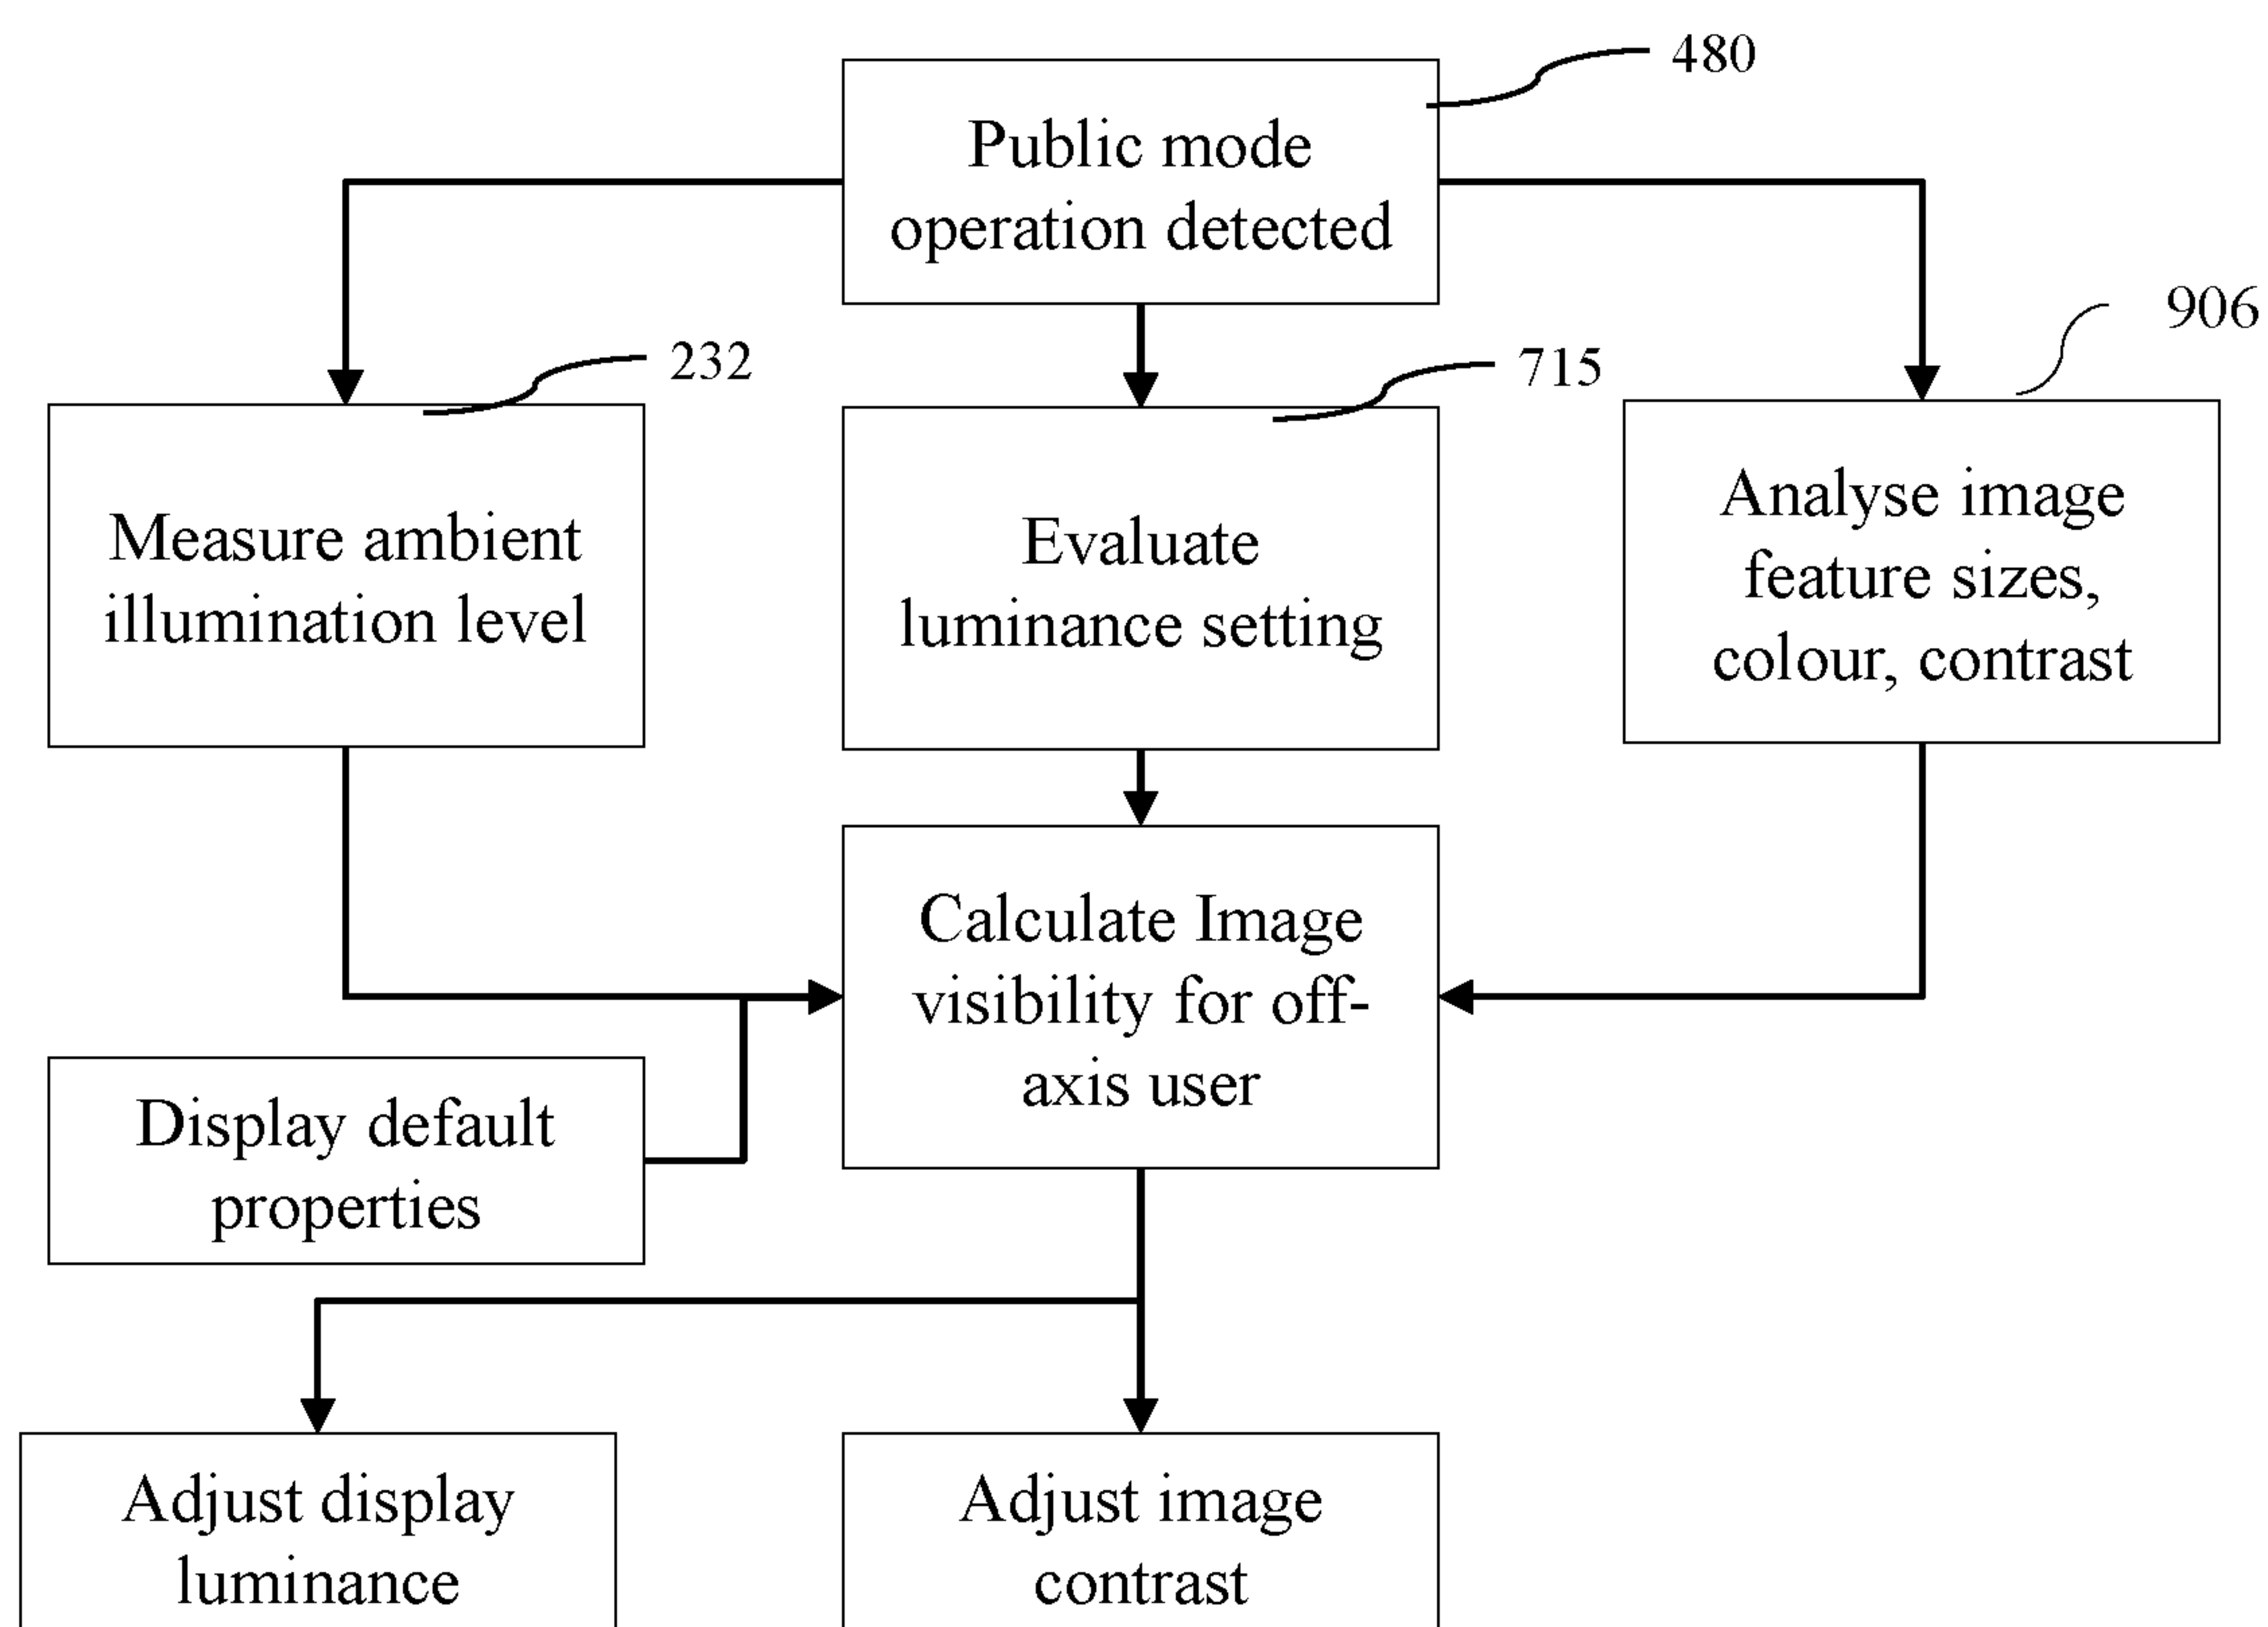 480
Public mode
operation detected
906
232
715
Measure ambient
illumination level
Evaluate
luminance setting
Analyse image
feature sizes,
colour, contrast
Calculate Image
visibility for off-
axis user
Display default
properties
Adjust display
luminance
Adjust image
contrast